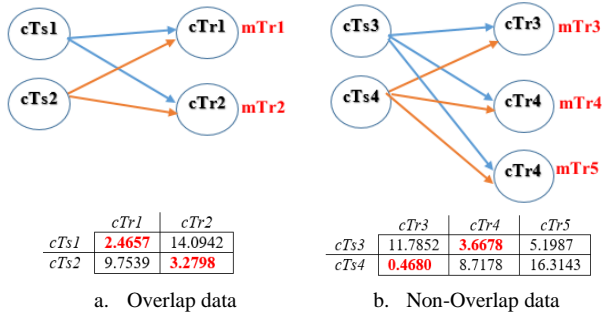 cTs1 cTr1 mTr1
cTs2 cTr2 mTr2
cTr1 cTr2
cTs1 2.4657 14.0942
cTs2 9.7539 3.2798
a. Overlap data
cTs3 cTr3 mTr3
cTs4 cTr4 mTr4
cTr4 mTr5
cTr3 cTr4 cTr5
cTs3 11.7852 3.6678 5.1987
cTs4 0.4680 8.7178 16.3143
b. Non-Overlap data